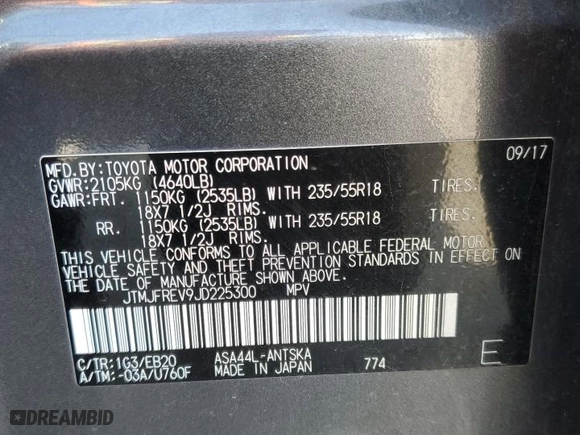 MFD.BY:TOYOTA MOTOR CORPORATION 09/17
GVWR:2105KG (4640LB)
GAWR:FRT. 1150KG (2535LB) WITH 235/55R18 TIRES,
18X7 1/2J RIMS.
RR. 1150KG (2535LB) WITH 235/55R18 TIRES,
18X7 1/2J RIMS.
THIS VEHICLE CONFORMS TO ALL APPLICABLE FEDERAL MOTOR
VEHICLE SAFETY AND THEFT PREVENTION STANDARDS IN EFFECT ON
THE DATE OF MANUFACTURE SHOWN ABOVE.
JTMJFREV9JD225300 MPV
C/TR:1G3/EB20 ASA44L-ANTSKA
A/TM:-03A/U760F MADE IN JAPAN 774 E
DREAMBID